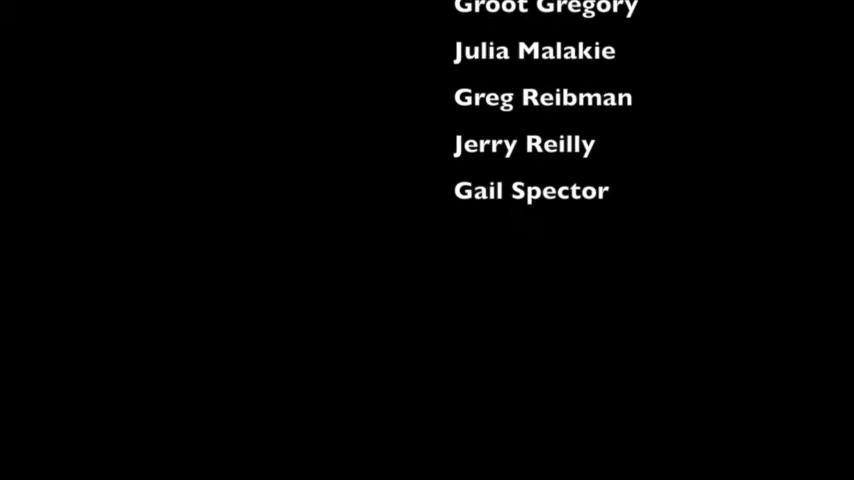 Groot Gregory
Julia Malakie
Greg Reibman
Jerry Reilly
Gail Spector